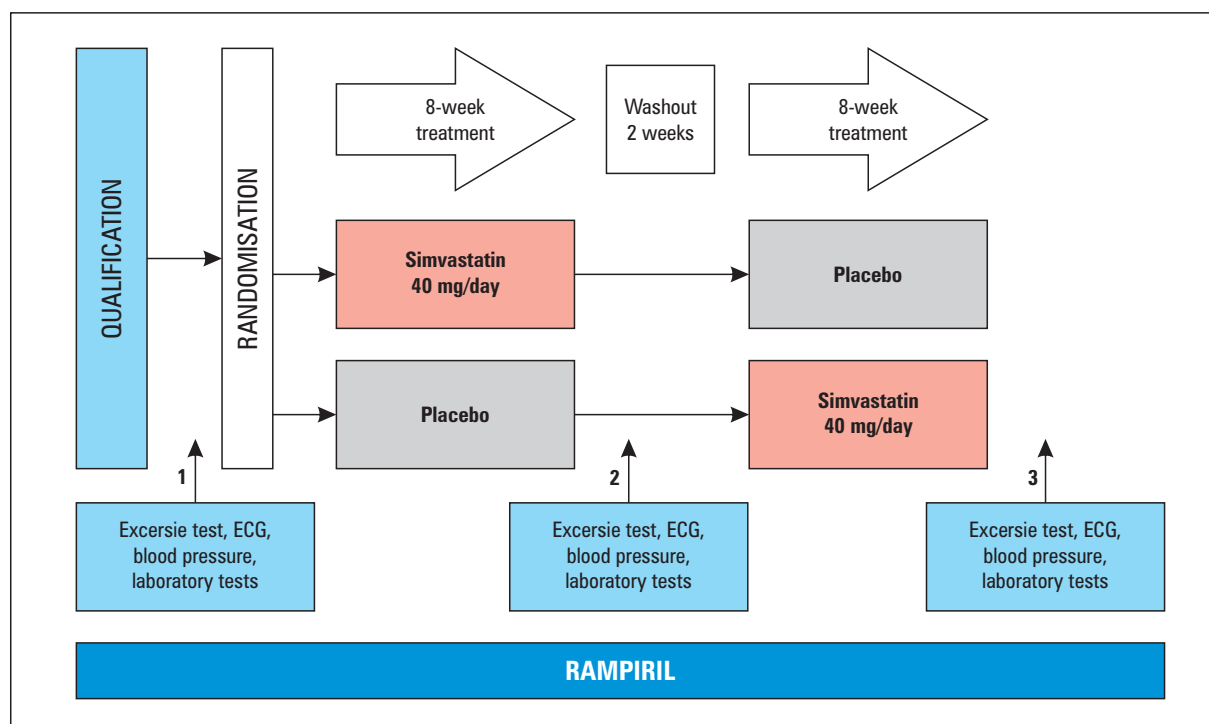 QUALIFICATION
RANDOMISATION
8-week
treatment
Washout
2 weeks
8-week
treatment
Simvastatin
40 mg/day
Placebo
Placebo
Simvastatin
40 mg/day
1
2
3
Excersie test, ECG,
blood pressure,
laboratory tests
Excersie test, ECG,
blood pressure,
laboratory tests
Excersie test, ECG,
blood pressure,
laboratory tests
RAMPIRIL